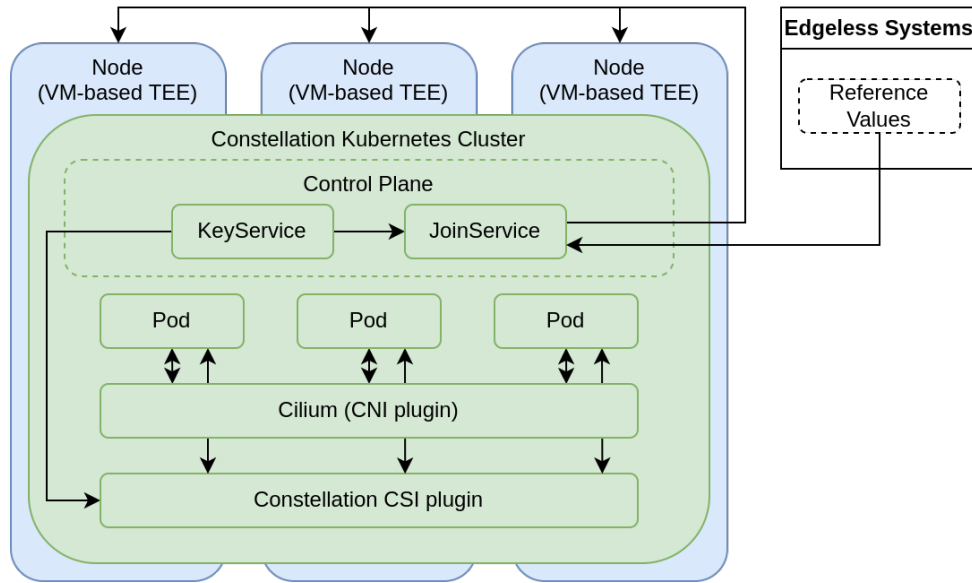 Edgeless Systems
Node
(VM-based TEE)
Node
(VM-based TEE)
Node
(VM-based TEE)
Reference
Values
Constellation Kubernetes Cluster
Control Plane
KeyService
JoinService
Pod
Pod
Pod
Cilium (CNI plugin)
Constellation CSI plugin